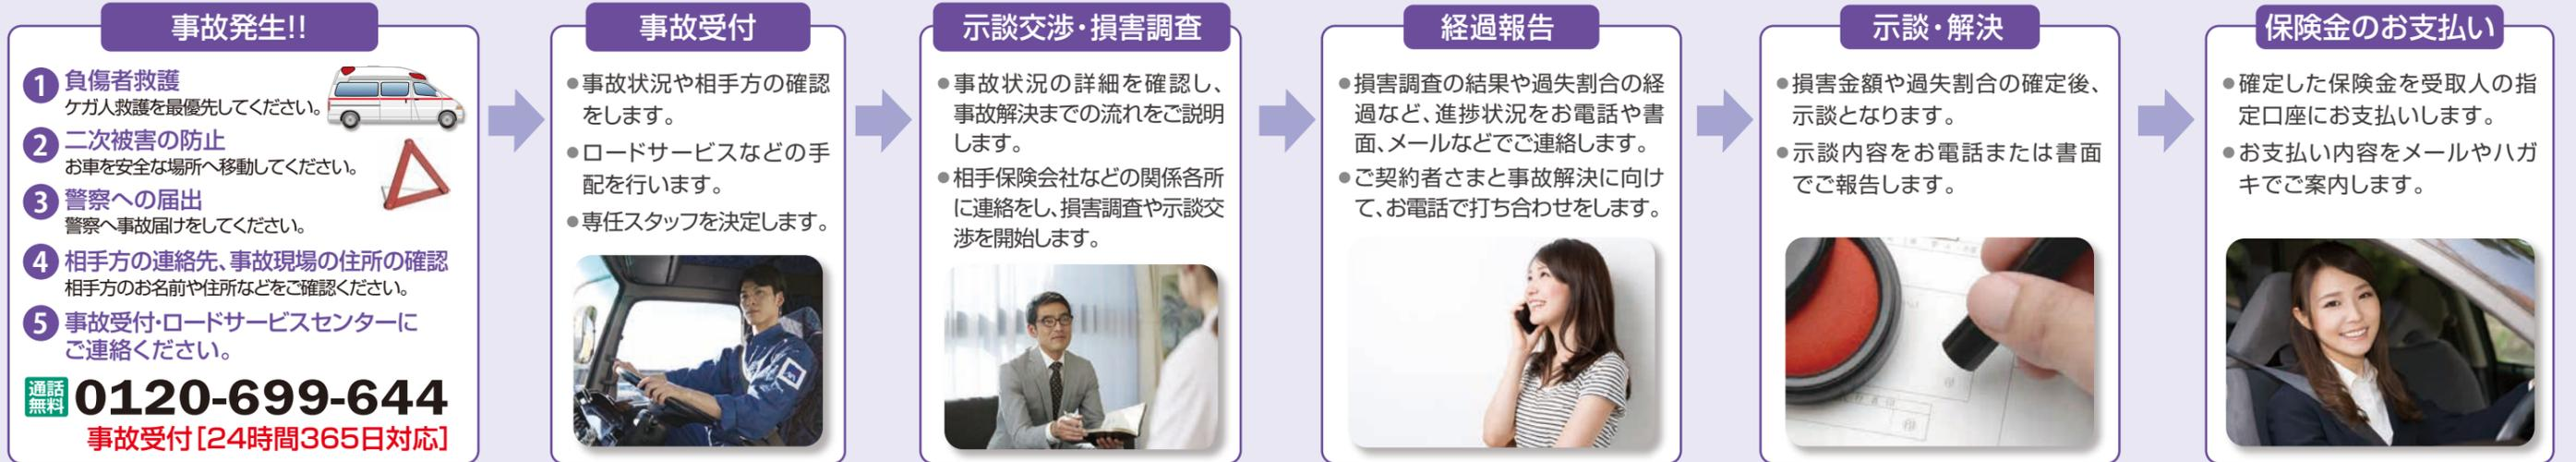 事故発生!!
1 負傷者救護
ケガ人救護を最優先してください。
2 二次被害の防止
お車を安全な場所へ移動してください。
3 警察への届出
警察へ事故届けをしてください。
4 相手方の連絡先、事故現場の住所の確認
相手方のお名前や住所などをご確認ください。
5 事故受付・ロードサービスセンターに
ご連絡ください。
通話
無料
0120-699-644
事故受付[24時間365日対応]
事故受付
●事故状況や相手方の確認
をします。
●ロードサービスなどの手
配を行います。
●専任スタッフを決定します。
示談交渉・損害調査
●事故状況の詳細を確認し、
事故解決までの流れをご説明
します。
●相手保険会社などの関係各所
に連絡をし、損害調査や示談交
渉を開始します。
経過報告
●損害調査の結果や過失割合の経
過など、進捗状況をお電話や書
面、メールなどでご連絡します。
●ご契約者さまと事故解決に向け
て、お電話で打ち合わせをします。
示談・解決
●損害金額や過失割合の確定後、
示談となります。
●示談内容をお電話または書面
でご報告します。
保険金のお支払い
●確定した保険金を受取人の指
定口座にお支払いします。
●お支払い内容をメールやハガ
キでご案内します。